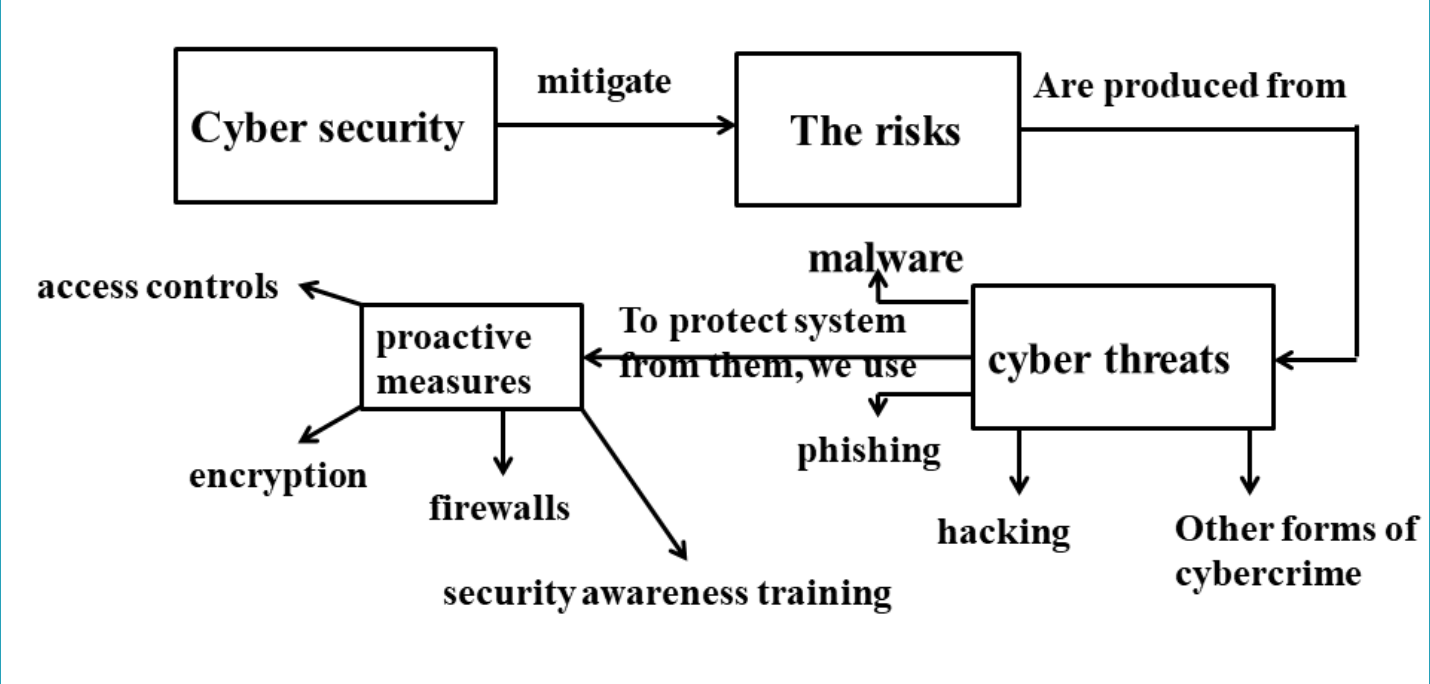 Cyber security
mitigate
The risks
Are produced from
malware
access controls
proactive
measures
To protect system
from them, we use
cyber threats
phishing
encryption
firewalls
hacking
Other forms of
cybercrime
security awareness training